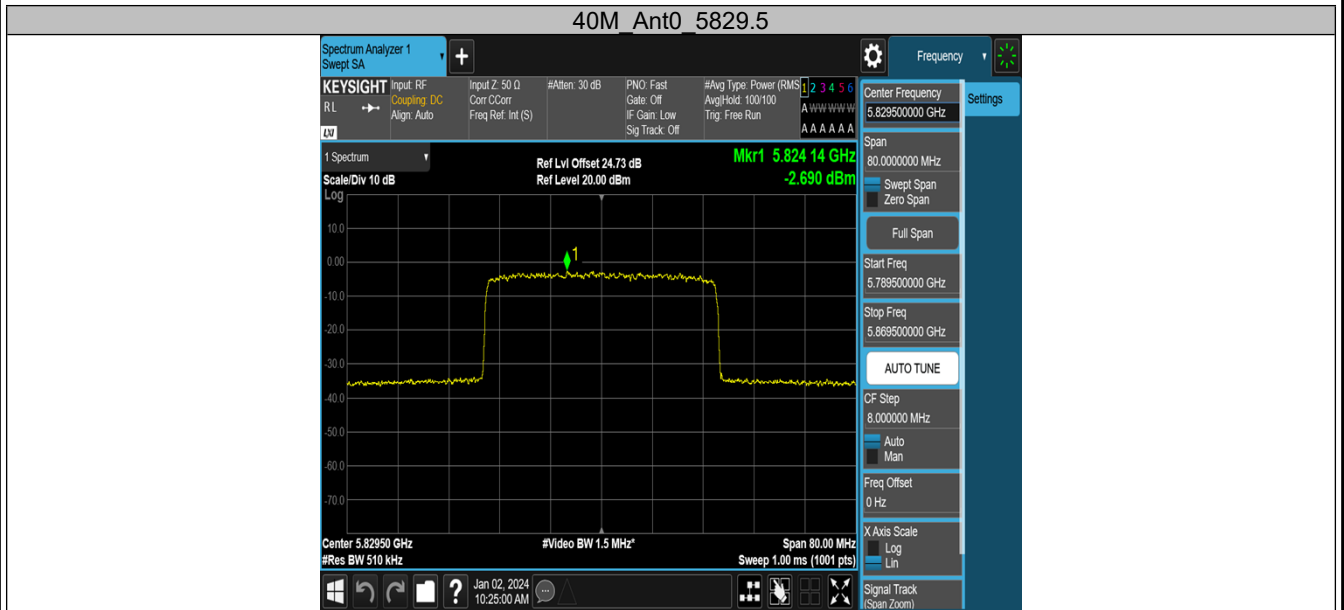 40M_Ant0_5829.5
Spectrum Analyzer 1
Swept SA
+
Frequency
KEYSIGHT
RL
LXI
Input: RF
Coupling: DC
Align: Auto
Input Z: 50 Ω
Corr CCorr
Freq Ref: Int (S)
#Atten: 30 dB
PNO: Fast
Gate: Off
IF Gain: Low
Sig Track: Off
#Avg Type: Power (RMS
Avg|Hold: 100/100
Trig: Free Run
1 2 3 4 5 6
A W W W W W
A A A A A A
1 Spectrum
Scale/Div 10 dB
Log
Ref Lvl Offset 24.73 dB
Ref Level 20.00 dBm
Mkr1 5.824 14 GHz
-2.690 dBm
1
10.0
0.00
-10.0
-20.0
-30.0
-40.0
-50.0
-60.0
-70.0
Center 5.82950 GHz
#Res BW 510 kHz
#Video BW 1.5 MHz*
Span 80.00 MHz
Sweep 1.00 ms (1001 pts)
Jan 02, 2024
10:25:00 AM
?
Center Frequency
5.829500000 GHz
Settings
Span
80.0000000 MHz
Swept Span
Zero Span
Full Span
Start Freq
5.789500000 GHz
Stop Freq
5.869500000 GHz
AUTO TUNE
CF Step
8.000000 MHz
Auto
Man
Freq Offset
0 Hz
X Axis Scale
Log
Lin
Signal Track
(Span Zoom)